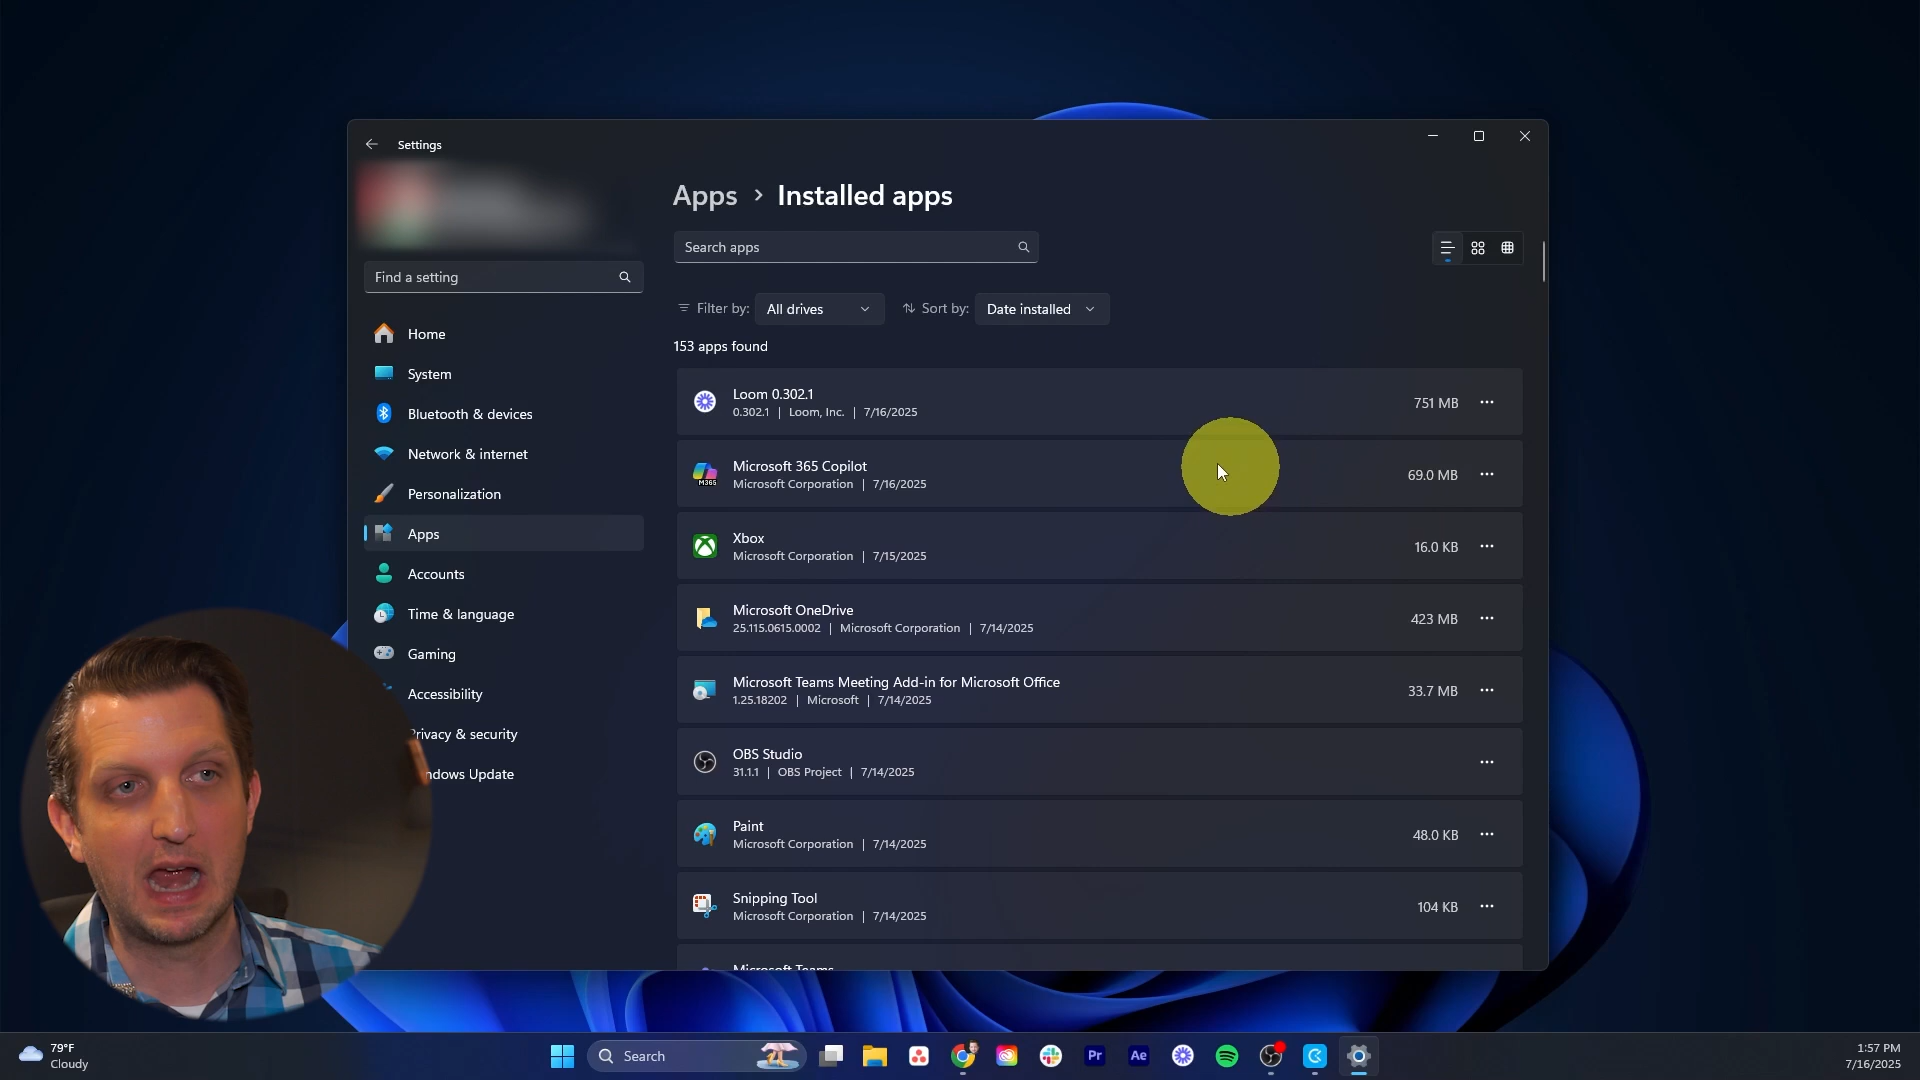 Settings
Find a setting
Home
System
Bluetooth & devices
Network & internet
Personalization
Apps
Accounts
Time & language
Gaming
Accessibility
rivacy & security
ndows Update
Apps > Installed apps
Search apps
Filter by: All drives Sort by: Date installed
153 apps found
Loom 0.302.1
0.302.1 | Loom, Inc. | 7/16/2025
751 MB
Microsoft 365 Copilot
Microsoft Corporation | 7/16/2025
69.0 MB
M365
Xbox
Microsoft Corporation | 7/15/2025
16.0 KB
Microsoft OneDrive
25.115.0615.0002 | Microsoft Corporation | 7/14/2025
423 MB
Microsoft Teams Meeting Add-in for Microsoft Office
1.25.18202 | Microsoft | 7/14/2025
33.7 MB
OBS Studio
31.1.1 | OBS Project | 7/14/2025
Paint
Microsoft Corporation | 7/14/2025
48.0 KB
Snipping Tool
Microsoft Corporation | 7/14/2025
104 KB
Microsoft Teams
79°F
Cloudy
Search
Pr
Ae
1:57 PM
7/16/2025